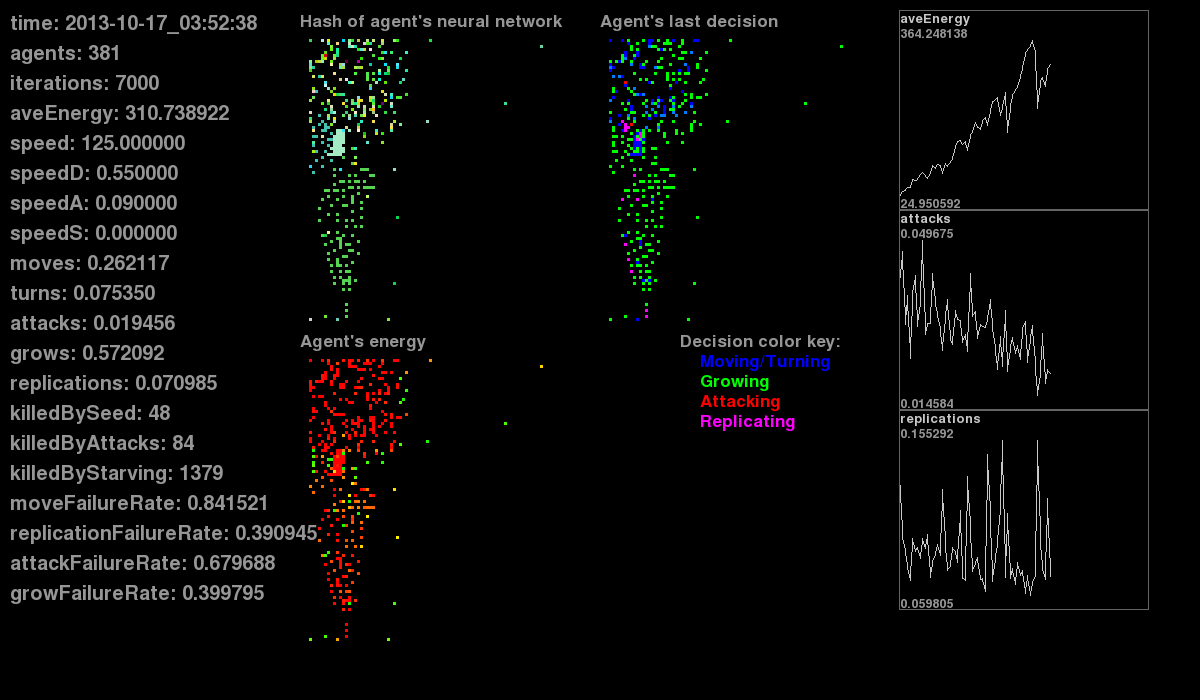 time: 2013-10-17_03:52:38
agents: 381
iterations: 7000
aveEnergy: 310.738922
speed: 125.000000
speedD: 0.550000
speedA: 0.090000
speedS: 0.000000
moves: 0.262117
turns: 0.075350
attacks: 0.019456
grows: 0.572092
replications: 0.070985
killedBySeed: 48
killedByAttacks: 84
killedByStarving: 1379
moveFailureRate: 0.841521
replicationFailureRate: 0.390945
attackFailureRate: 0.679688
growFailureRate: 0.399795
Hash of agent's neural network
Agent's last decision
Agent's energy
Decision color key:
Moving/Turning
Growing
Attacking
Replicating
aveEnergy
364.248138
24.950592
attacks
0.049675
0.014584
replications
0.155292
0.059805